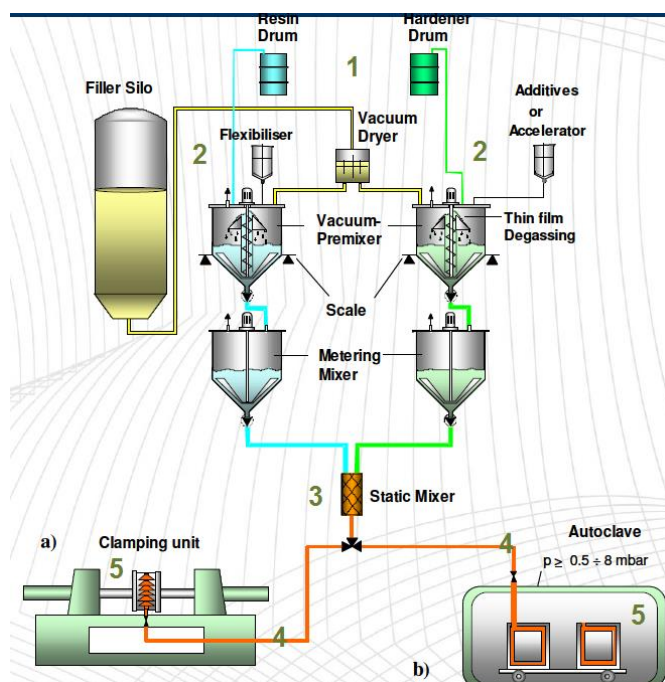 Resin
Drum
Hardener
Drum
1
Filler Silo
Additives
or
Accelerator
Vacuum
Dryer
2
Flexibiliser
2
Vacuum-
Premixer
Thin film
Degassing
Scale
Metering
Mixer
3
Static Mixer
a)
Clamping unit
5
4
4
Autoclave
p ≥ 0.5 ÷ 8 mbar
5
b)